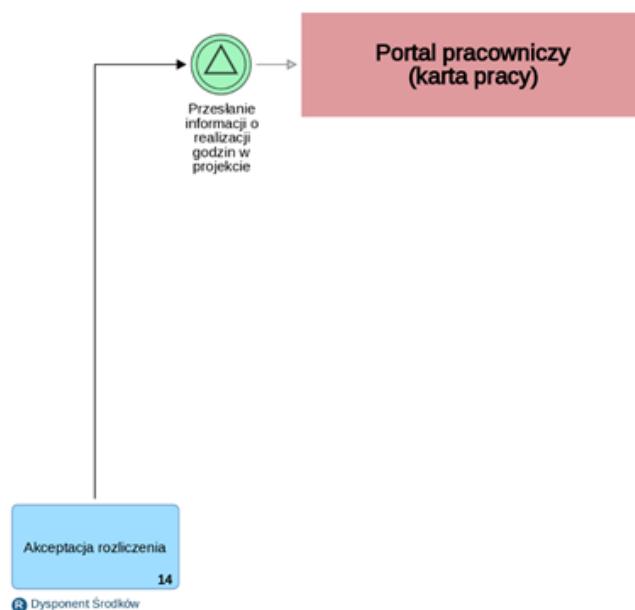 Portal pracowniczy
(karta pracy)
Przesłanie
informacji o
realizacji
godzin w
projekcie
Akceptacja rozliczenia
14
R Dysponent Środków